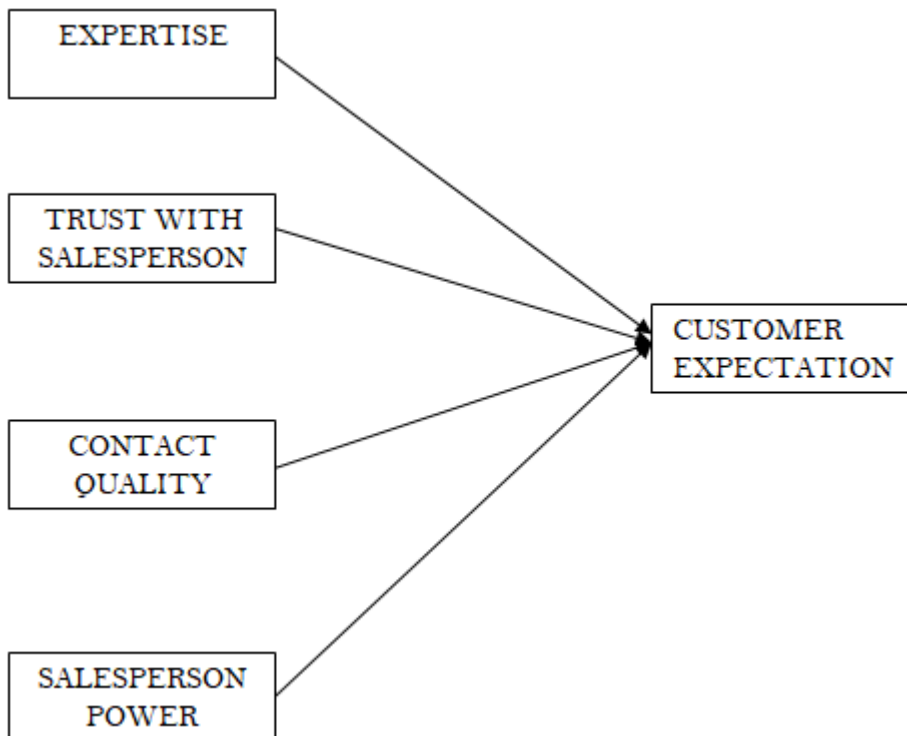 EXPERTISE
TRUST WITH
SALESPERSON
CUSTOMER
EXPECTATION
CONTACT
QUALITY
SALESPERSON
POWER